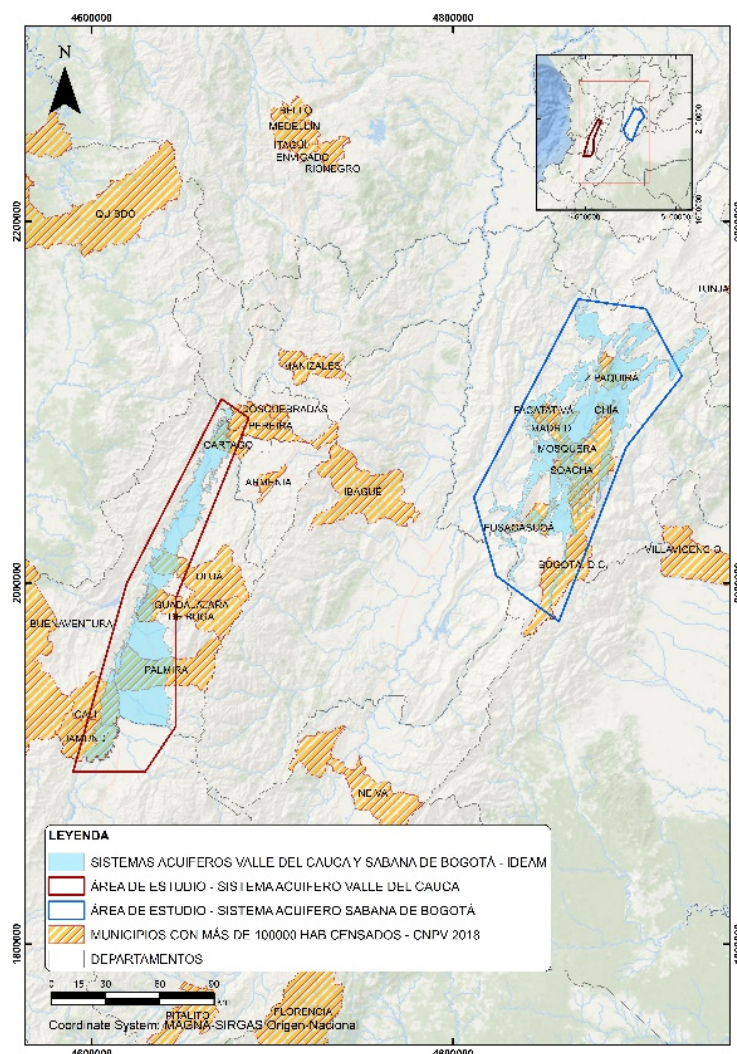 4600000
4800000
N
BELLO
MEDELLÍN
ITAGÜÍ
ENVIGADO
RIONEGRO
QUIBDO
2200000
TUNJA
MANIZALES
ZIPAQUIRÁ
DOSQUEBRADAS
PEREIRA
FACATATIVÁ
CHÍA
MADRID
CARTAGO
MOSQUERA
SOACHA
ARMENIA
IBAGUÉ
FUSAGASUGÁ
VILLAVICENCIO
BOGOTÁ, D.C.
2000000
TULUÁ
GUADALAJARA
DE BUGA
BUENAVENTURA
PALMIRA
CALI
JAMUNDÍ
NEIVA
LEYENDA
SISTEMAS ACUIFEROS VALLE DEL CAUCA Y SABANA DE BOGOTÁ - IDEAM
ÁREA DE ESTUDIO - SISTEMA ACUIFERO VALLE DEL CAUCA
ÁREA DE ESTUDIO - SISTEMA ACUIFERO SABANA DE BOGOTÁ
MUNICIPIOS CON MÁS DE 100000 HAB CENSADOS - CNPV 2018
DEPARTAMENTOS
1800000
0 15 30 60 90
km
PITALITO
FLORENCIA
Coordinate System: MAGNA-SIRGAS Origen-Nacional
4600000
4800000